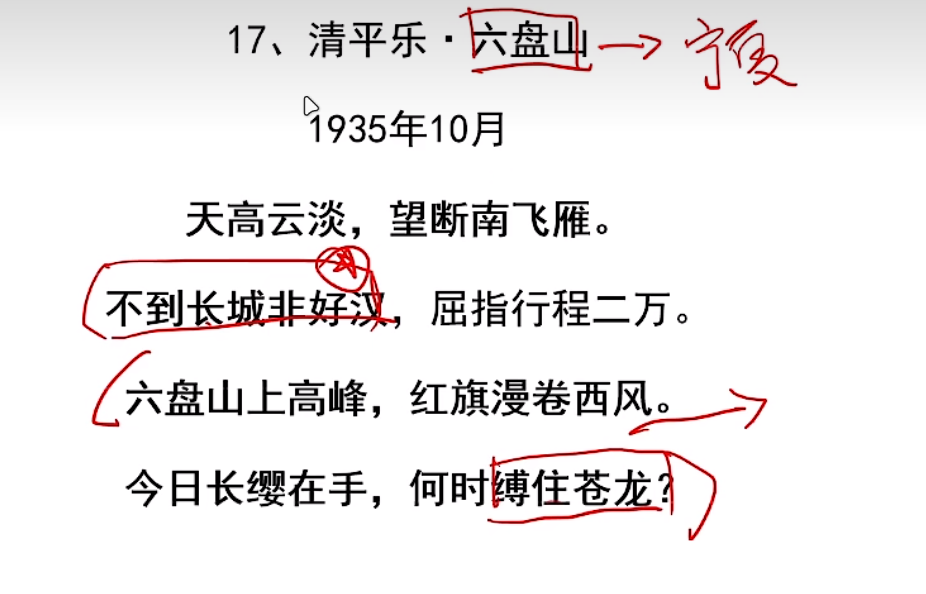 17、清平乐·六盘山 → 宁夏
1935年10月
天高云淡，望断南飞雁。
不到长城非好汉，屈指行程二万。
六盘山上高峰，红旗漫卷西风。
今日长缨在手，何时缚住苍龙？